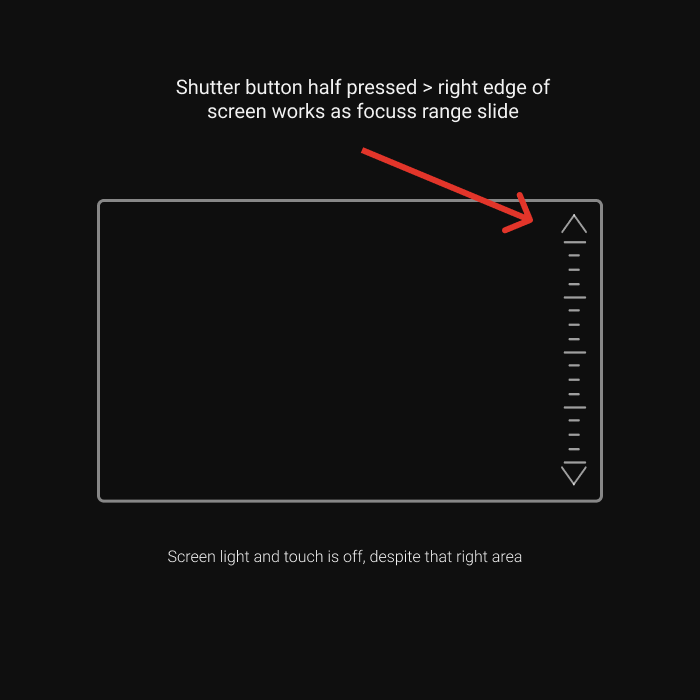 Shutter button half pressed > right edge of
screen works as focuss range slide
Screen light and touch is off, despite that right area